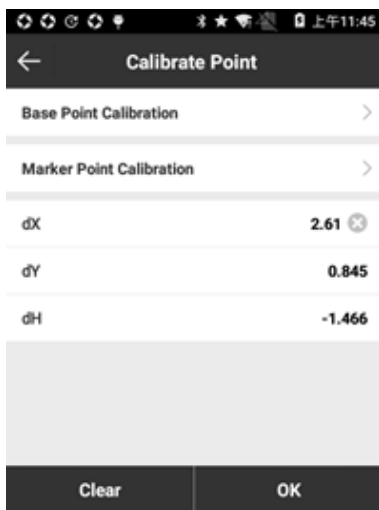 上午11:45
Calibrate Point
Base Point Calibration
Marker Point Calibration
dX 2.61
dY 0.845
dH -1.466
Clear OK